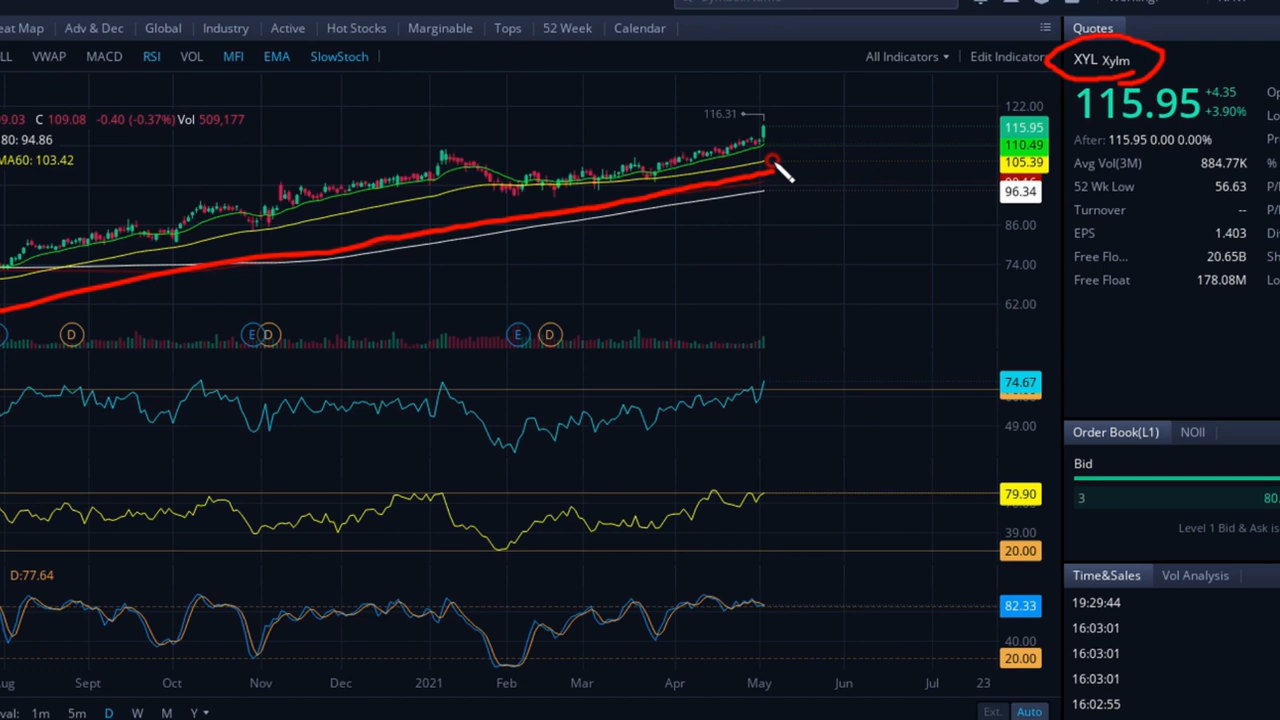 eat Map Adv & Dec Global Industry Active Hot Stocks Marginable Tops 52 Week Calendar Quotes
LL VWAP MACD RSI VOL MFI EMA SlowStoch All Indicators Edit Indicator
XYL Xylm
115.95 +4.35
+3.90%
After: 115.95 0.00 0.00%
Avg Vol(3M) 884.77K %
52 Wk Low 56.63 P/
Turnover -- P/
EPS 1.403 Di
Free Flo... 20.65B Sh
Free Float 178.08M Lo
9.03 C 109.08 -0.40 (-0.37%) Vol 509,177
80: 94.86
MA60: 103.42
116.31
122.00
115.95
110.49
105.39
96.34
86.00
74.00
62.00
D E D E D
74.67
49.00
79.90
39.00
20.00
D:77.64
82.33
40.00
20.00
ug Sept Oct Nov Dec 2021 Feb Mar Apr May Jun Jul 23
val: 1m 5m D W M Y Ext. Auto
Order Book(L1) NOII
Bid
3 80.
Level 1 Bid & Ask is
Time&Sales Vol Analysis
19:29:44
16:03:01
16:03:01
16:03:01
16:02:55